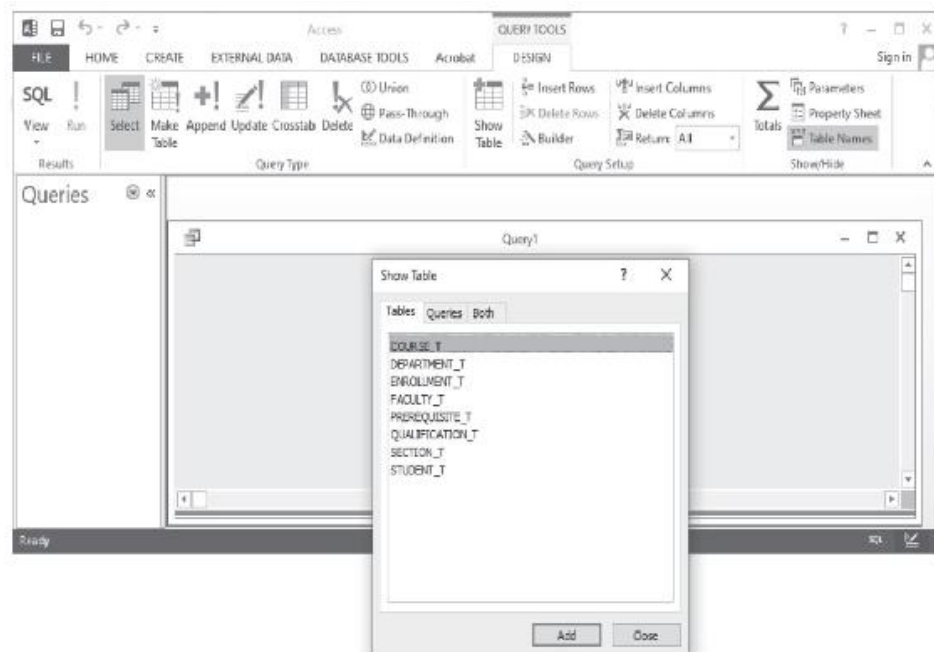 Access
QUERY TOOLS
FILE HOME CREATE EXTERNAL DATA DATABASE TOOLS Acrobat DESIGN Sign in
SQL View
Run
Select
Make Table
Append
Update
Crosstab
Delete
Union
Pass-Through
Data Definition
Show Table
Insert Rows
Delete Rows
Builder
Insert Columns
Delete Columns
Return: All
Totals
Parameters
Property Sheet
Table Names
Results
Query Type
Query Setup
Show/Hide
Queries
Query1
Show Table
Tables Queries Both
COURSE_T
DEPARTMENT_T
ENROLLMENT_T
FACULTY_T
PREREQUISITE_T
QUALIFICATION_T
SECTION_T
STUDENT_T
Add Close
Ready
SQL